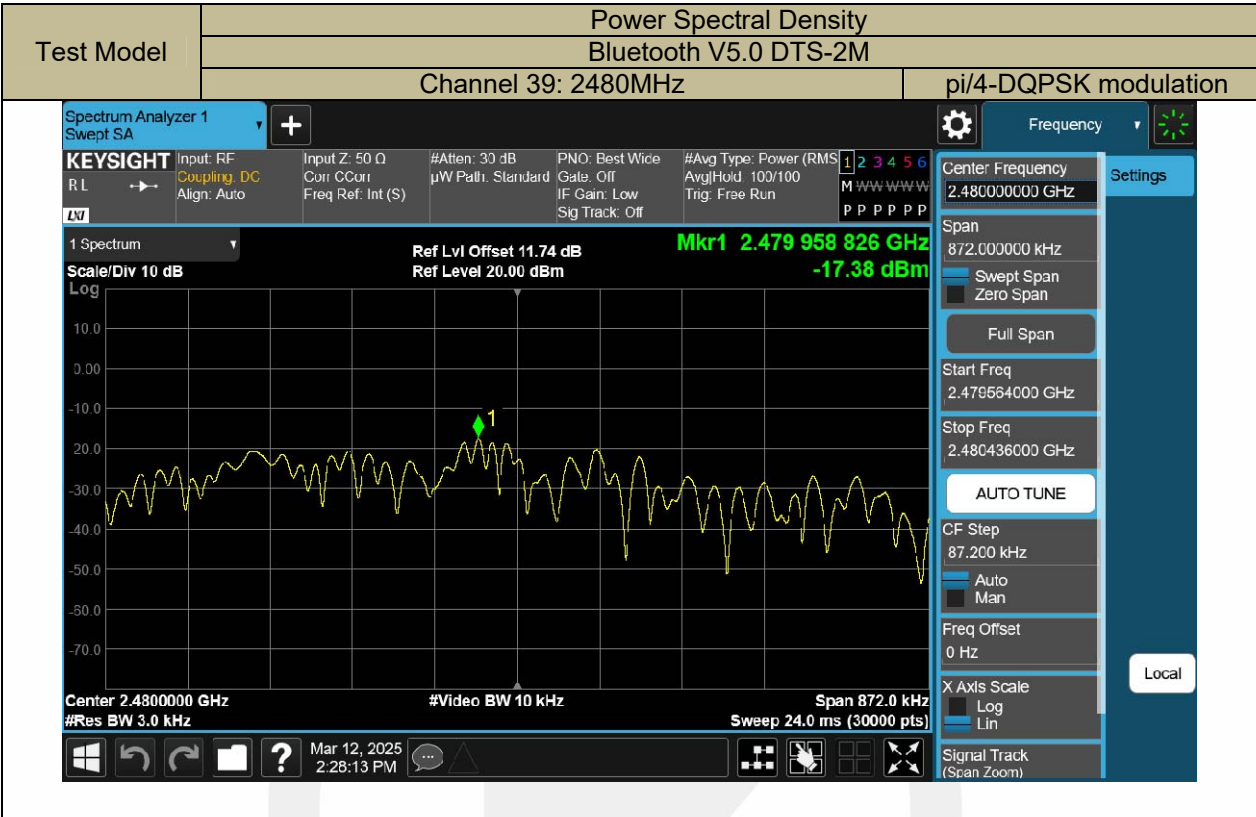 Test Model
Power Spectral Density
Bluetooth V5.0 DTS-2M
Channel 39: 2480MHz
pi/4-DQPSK modulation
Spectrum Analyzer 1
Swept SA
Frequency
KEYSIGHT
R L
LXI
Input: RF
Coupling: DC
Align: Auto
Input Z: 50 Ω
Corr CCorr
Freq Ref: Int (S)
#Atten: 30 dB
µW Path: Standard
PNO: Best Wide
Gate: Off
IF Gain: Low
Sig Track: Off
#Avg Type: Power (RMS
Avg|Hold: 100/100
Trig: Free Run
1 2 3 4 5 6
M W W W W W
P P P P P P
1 Spectrum
Scale/Div 10 dB
Log
Ref Lvl Offset 11.74 dB
Ref Level 20.00 dBm
Mkr1 2.479 958 826 GHz
-17.38 dBm
10.0
0.00
-10.0
-20.0
-30.0
-40.0
-50.0
-60.0
-70.0
1
Center 2.4800000 GHz
#Res BW 3.0 kHz
#Video BW 10 kHz
Span 872.0 kHz
Sweep 24.0 ms (30000 pts)
Mar 12, 2025
2:28:13 PM
Center Frequency
2.480000000 GHz
Settings
Span
872.000000 kHz
Swept Span
Zero Span
Full Span
Start Freq
2.479564000 GHz
Stop Freq
2.480436000 GHz
AUTO TUNE
CF Step
87.200 kHz
Auto
Man
Freq Offset
0 Hz
X Axis Scale
Log
Lin
Local
Signal Track
(Span Zoom)